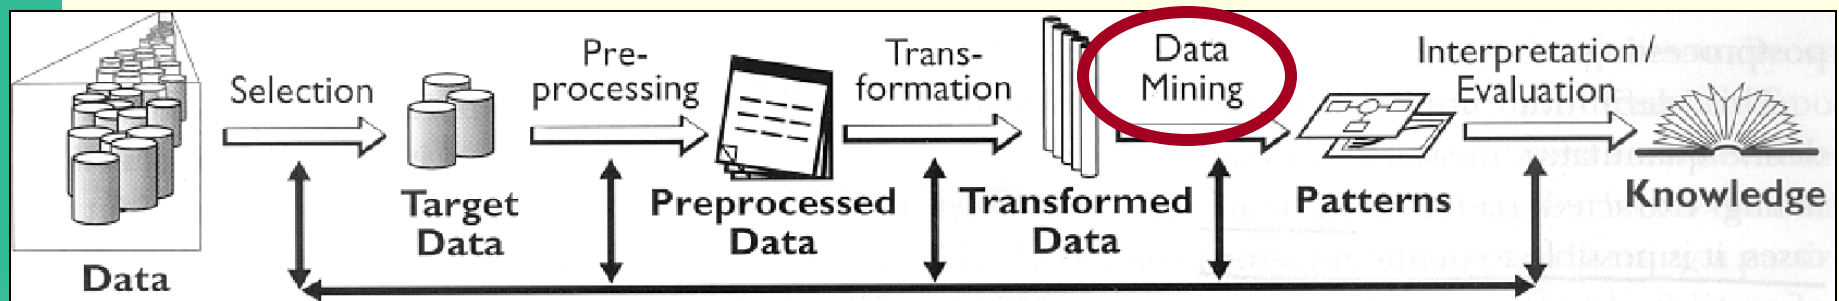 Selection
Pre-
processing
Trans-
formation
Data
Mining
Interpretation/
Evaluation
Data
Target
Data
Preprocessed
Data
Transformed
Data
Patterns
Knowledge